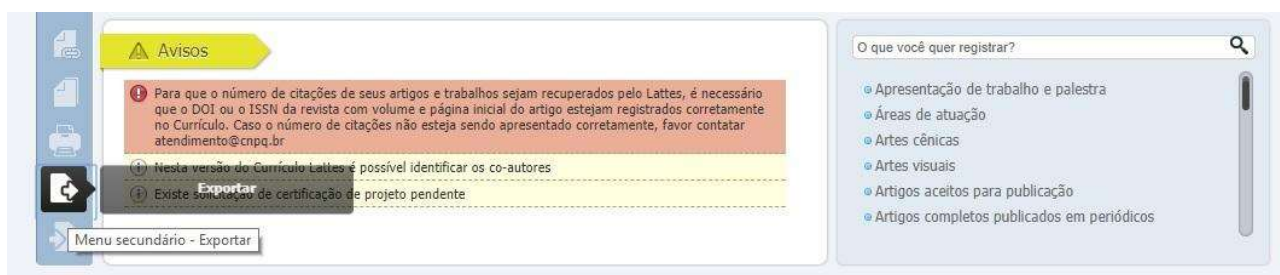 Avisos
Para que o número de citações de seus artigos e trabalhos sejam recuperados pelo Lattes, é necessário
que o DOI ou o ISSN da revista com volume e página inicial do artigo estejam registrados corretamente
no Currículo. Caso o número de citações não esteja sendo apresentado corretamente, favor contatar
atendimento@cnpq.br
Nesta versão do Currículo Lattes é possível identificar os co-autores
Existe solicitação de certificação de projeto pendente
Exportar
Menu secundário - Exportar
O que você quer registrar?
Apresentação de trabalho e palestra
Áreas de atuação
Artes cênicas
Artes visuais
Artigos aceitos para publicação
Artigos completos publicados em periódicos